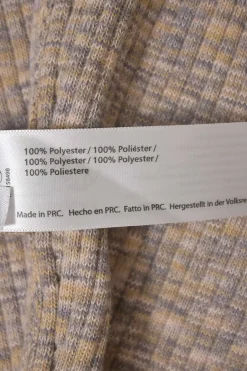 100% Polyester / 100% Poliéster /
100% Polyester / 100% Polyester /
100% Poliestere
Made in PRC. Hecho en PRC. Fatto in PRC. Hergestellt in der Volksre